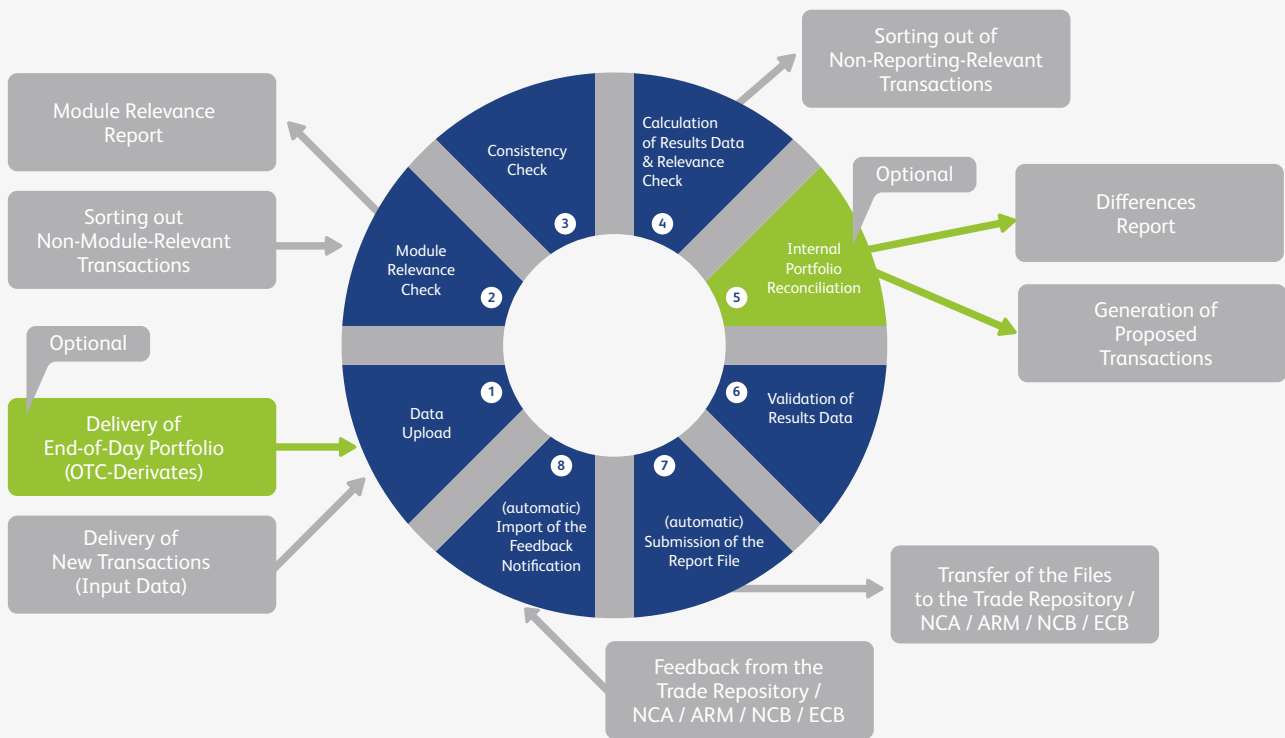 Sorting out of
Non-Reporting-Relevant
Transactions
Module Relevance
Report
Sorting out
Non-Module-Relevant
Transactions
Optional
Delivery of
End-of-Day Portfolio
(OTC-Derivates)
Delivery of
New Transactions
(Input Data)
Data
Upload
1
Module
Relevance
Check
2
Consistency
Check
3
Calculation
of Results Data
& Relevance
Check
4
Optional
Internal
Portfolio
Reconciliation
5
Differences
Report
Generation of
Proposed
Transactions
6
Validation of
Results Data
7
(automatic)
Submission of the
Report File
8
(automatic)
Import of the
Feedback
Notification
Transfer of the Files
to the Trade Repository /
NCA / ARM / NCB / ECB
Feedback from the
Trade Repository /
NCA / ARM / NCB / ECB